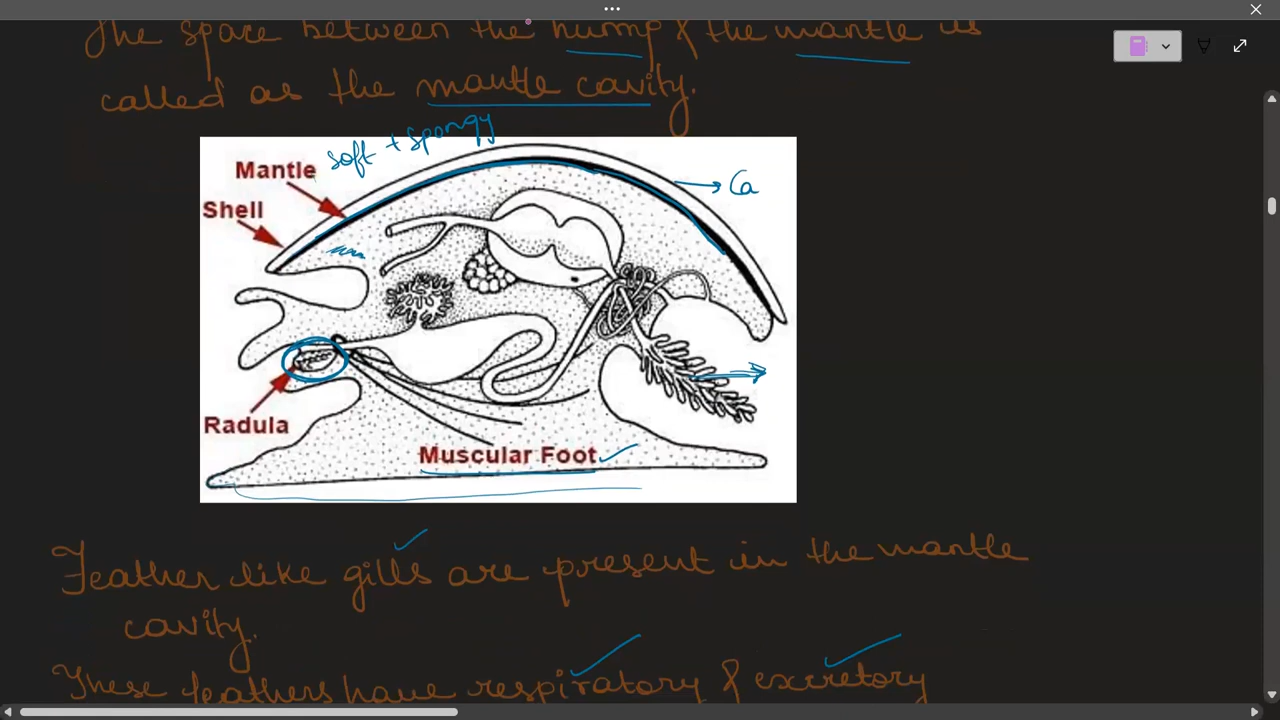 The space between the hump & the mantle is
called as the mantle cavity.
soft + spongy
Mantle
Ca
Shell
Radula
Muscular Foot
Feather like gills are present in the mantle
cavity.
These feathers have respiratory & excretory